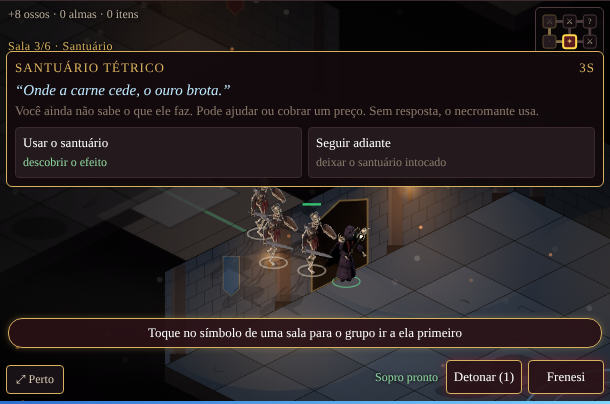 +8 ossos · 0 almas · 0 itens
?
Sala 3/6 · Santuário
SANTUÁRIO TÉTRICO
3S
“Onde a carne cede, o ouro brota.”
Você ainda não sabe o que ele faz. Pode ajudar ou cobrar um preço. Sem resposta, o necromante usa.
Usar o santuário
descobrir o efeito
Seguir adiante
deixar o santuário intocado
Toque no símbolo de uma sala para o grupo ir a ela primeiro
Perto
Sopro pronto
Detonar (1)
Frenesi